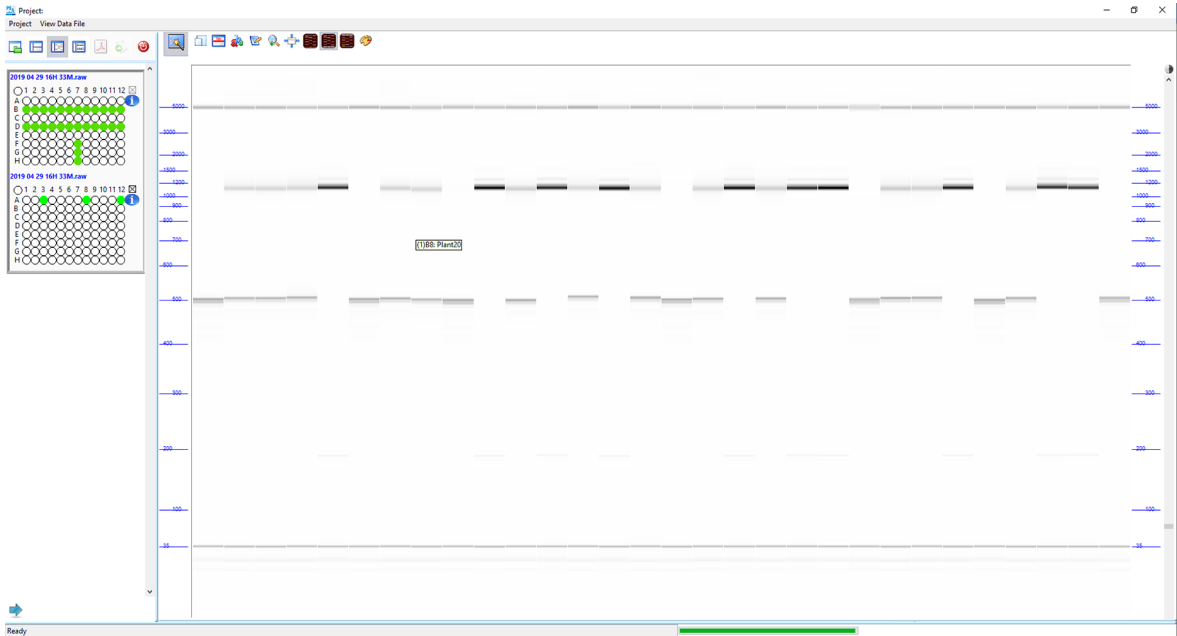 Project:
Project View Data File
2019 04 29 16H 33M.raw
1 2 3 4 5 6 7 8 9 10 11 12
A
B
C
D
E
F
G
H
2019 04 29 16H 33M.raw
1 2 3 4 5 6 7 8 9 10 11 12
A
B
C
D
E
F
G
H
5000 5000
3000 3000
2000 2000
1500 1500
1200 1200
1000 1000
900 900
800 800
700 700
(1)B8: Plant20
600 600
500 500
400 400
300 300
200 200
100 100
35 35
Ready